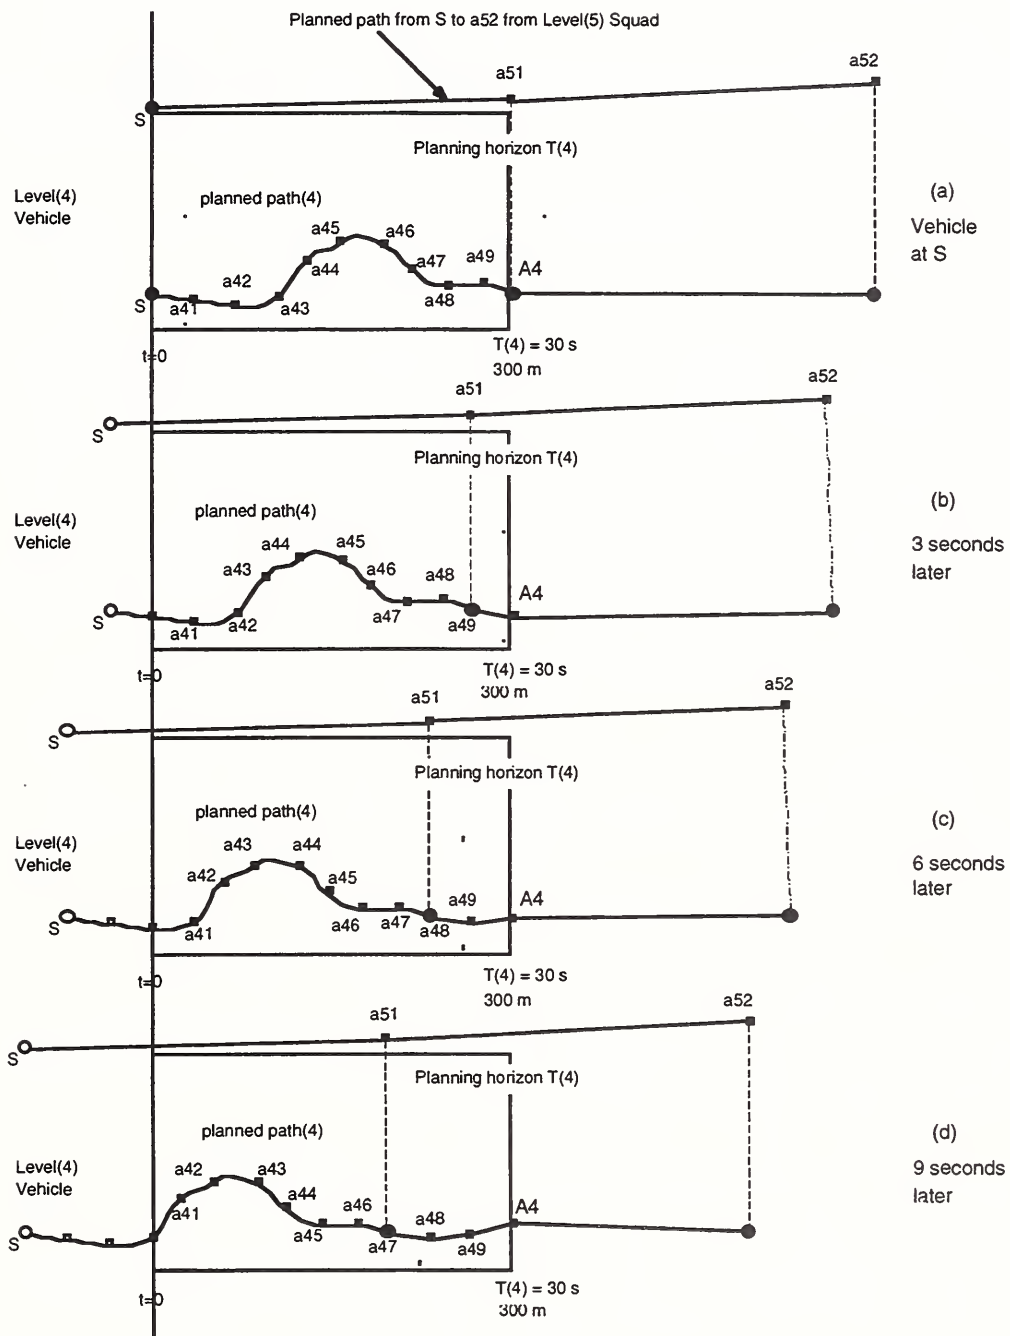 Planned path from S to a52 from Level(5) Squad
a51
a52
S
Planning horizon T(4)
Level(4)
Vehicle
planned path(4)
(a)
Vehicle
at S
a45
a46
a47
a49
A4
a44
a42
S
a41
a43
a48
t=0
T(4) = 30 s
300 m
a51
a52
S
Planning horizon T(4)
(b)
3 seconds
later
Level(4)
Vehicle
planned path(4)
a44
a45
a43
a46
a48
A4
S
a41
a42
a47
a49
t=0
T(4) = 30 s
300 m
a51
a52
S
Planning horizon T(4)
planned path(4)
(c)
6 seconds
later
Level(4)
Vehicle
a43
a44
a42
a45
a49
A4
S
a41
a46
a47
a48
t=0
T(4) = 30 s
300 m
a51
a52
S
Planning horizon T(4)
planned path(4)
(d)
9 seconds
later
Level(4)
Vehicle
a42
a43
a41
a44
a46
a48
A4
S
a45
a47
a49
t=0
T(4) = 30 s
300 m